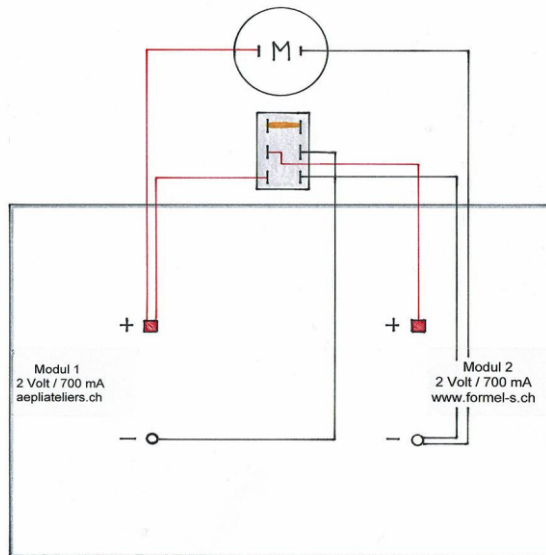 M
+
+
Modul 1
2 Volt / 700 mA
aepliateliers.ch
Modul 2
2 Volt / 700 mA
www.formel-s.ch
−
−